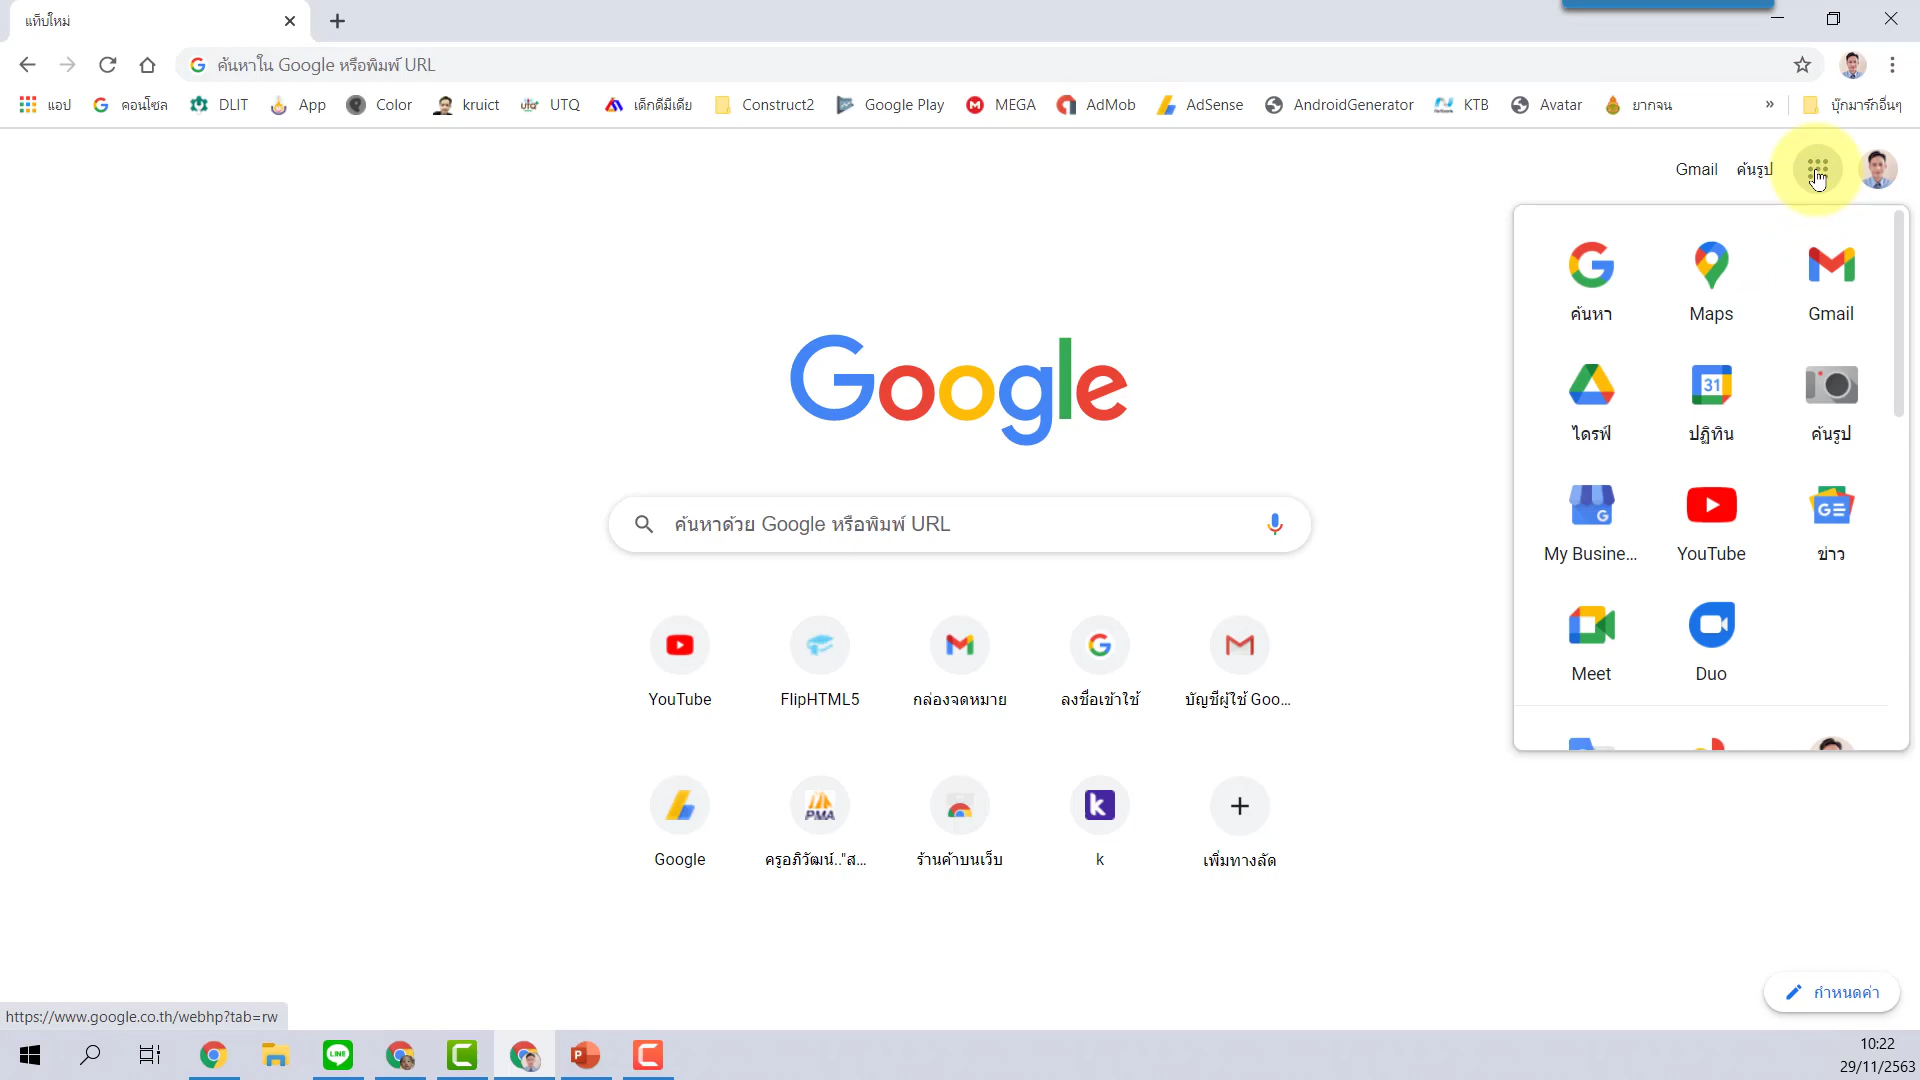 แท็บใหม่
ค้นหาใน Google หรือพิมพ์ URL
แอป คอนโซล DLIT App Color kruict UTQ เด็กดีมีเดีย Construct2 Google Play MEGA AdMob AdSense AndroidGenerator KTB Avatar ยากจน » บุ๊กมาร์กอื่นๆ
Gmail ค้นรูป
ค้นหา Maps Gmail
31
ไดรฟ์ ปฏิทิน ค้นรูป
My Busine... YouTube ข่าว
Meet Duo
Google
ค้นหาด้วย Google หรือพิมพ์ URL
YouTube FlipHTML5 กล่องจดหมาย ลงชื่อเข้าใช้ บัญชีผู้ใช้ Goo...
PMA k
Google ครูอภิวัฒน์.."ส... ร้านค้าบนเว็บ k เพิ่มทางลัด
กำหนดค่า
https://www.google.co.th/webhp?tab=rw
LINE
10:22
29/11/2563